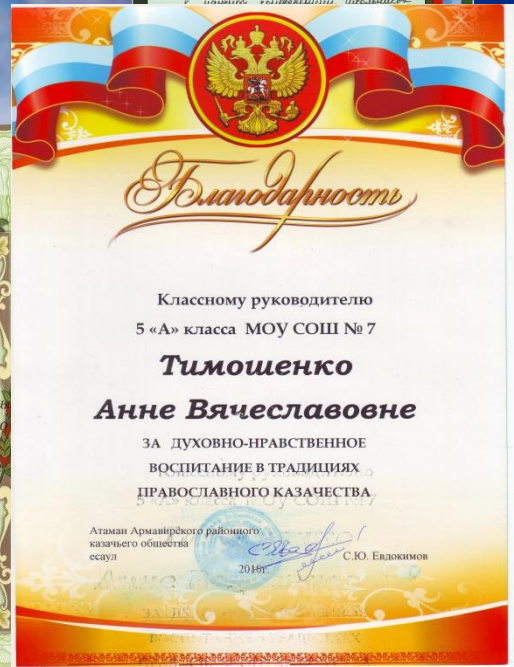 Благодарность
Классному руководителю
5 «А» класса МОУ СОШ № 7
Тимошенко
Анне Вячеславовне
ЗА ДУХОВНО-НРАВСТВЕННОЕ
ВОСПИТАНИЕ В ТРАДИЦИЯХ
ПРАВОСЛАВНОГО КАЗАЧЕСТВА
Атаман Армавирского районного
казачьего общества
есаул
С.Ю. Евдокимов
2016г